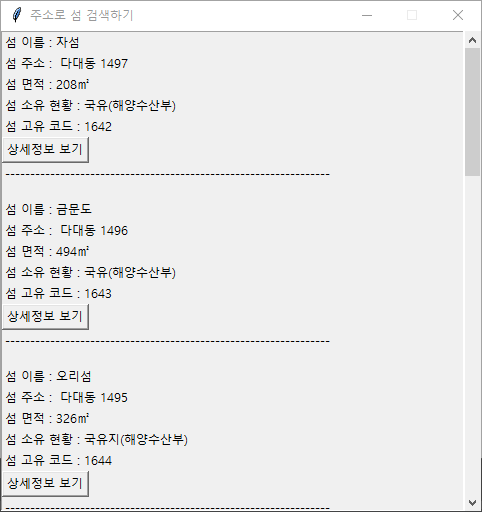 주소로 섬 검색하기
섬 이름 : 자섬
섬 주소 :  다대동 1497
섬 면적 : 208㎡
섬 소유 현황 : 국유(해양수산부)
섬 고유 코드 : 1642
상세정보 보기
-----------------------------------------------------------------
섬 이름 : 금문도
섬 주소 :  다대동 1496
섬 면적 : 494㎡
섬 소유 현황 : 국유(해양수산부)
섬 고유 코드 : 1643
상세정보 보기
-----------------------------------------------------------------
섬 이름 : 오리섬
섬 주소 :  다대동 1495
섬 면적 : 326㎡
섬 소유 현황 : 국유지(해양수산부)
섬 고유 코드 : 1644
상세정보 보기
-----------------------------------------------------------------